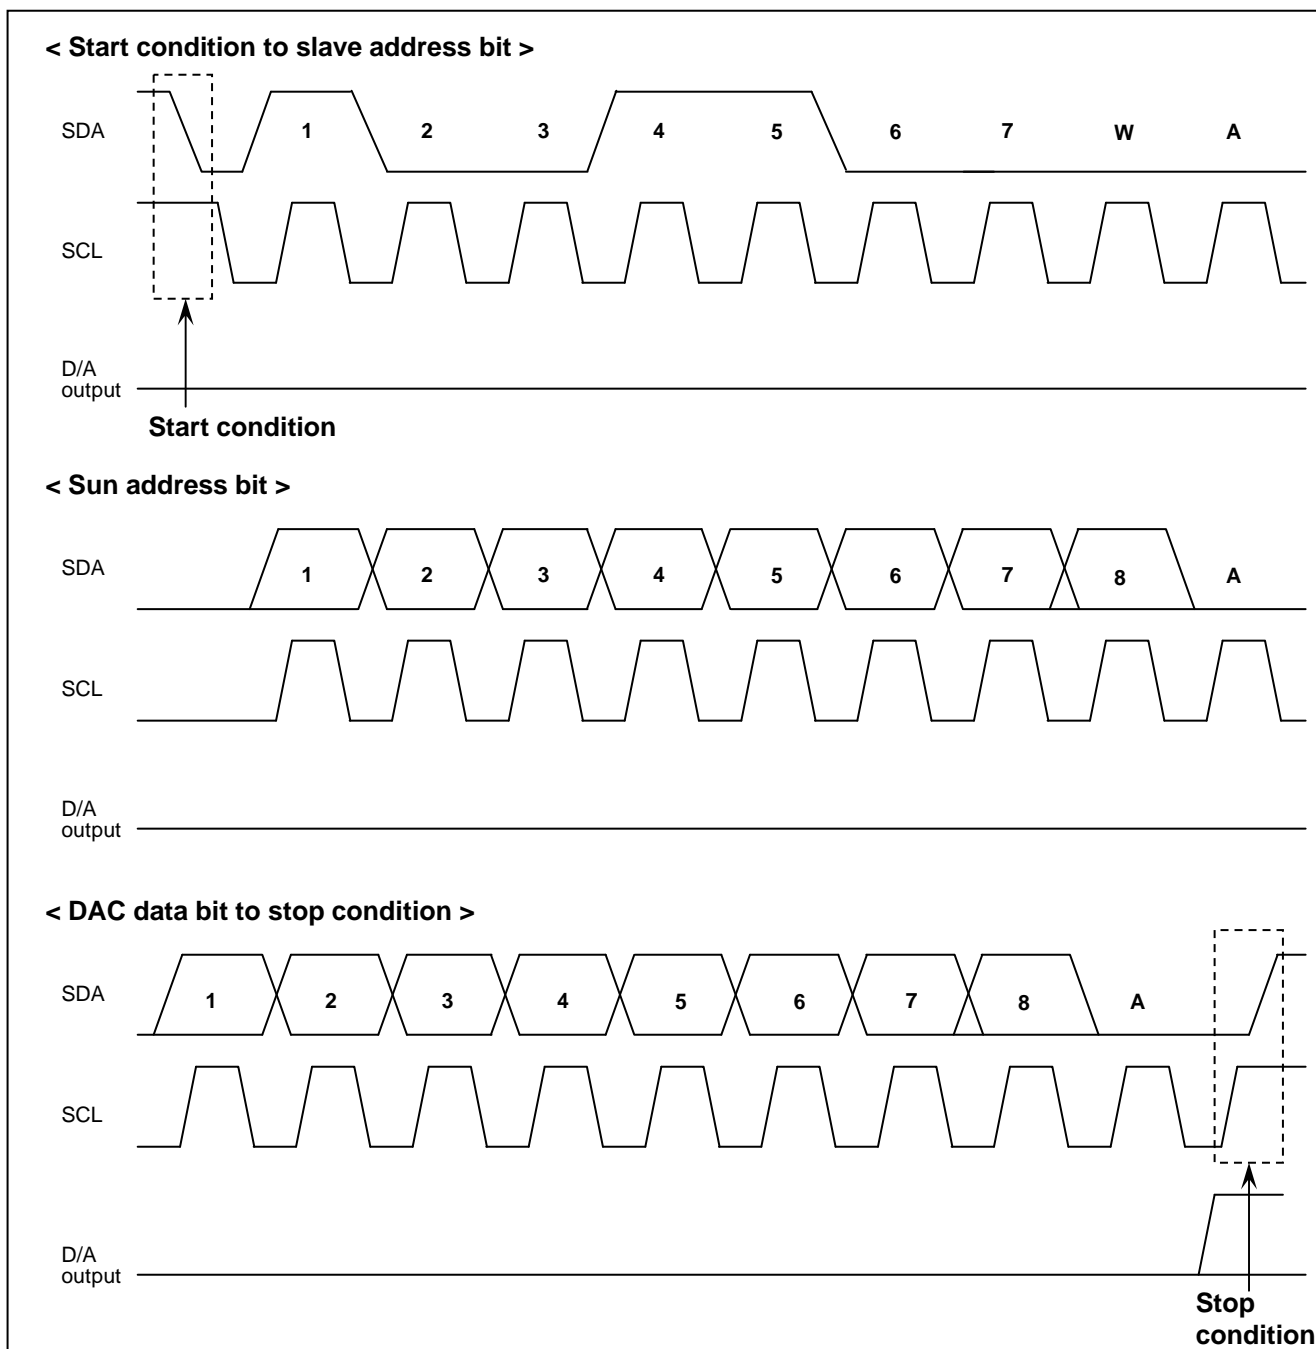 < Start condition to slave address bit >
SDA
1 2 3 4 5 6 7 W A
SCL
D/A
output
Start condition
< Sun address bit >
SDA
1 2 3 4 5 6 7 8 A
SCL
D/A
output
< DAC data bit to stop condition >
SDA
1 2 3 4 5 6 7 8 A
SCL
D/A
output
Stop
condition